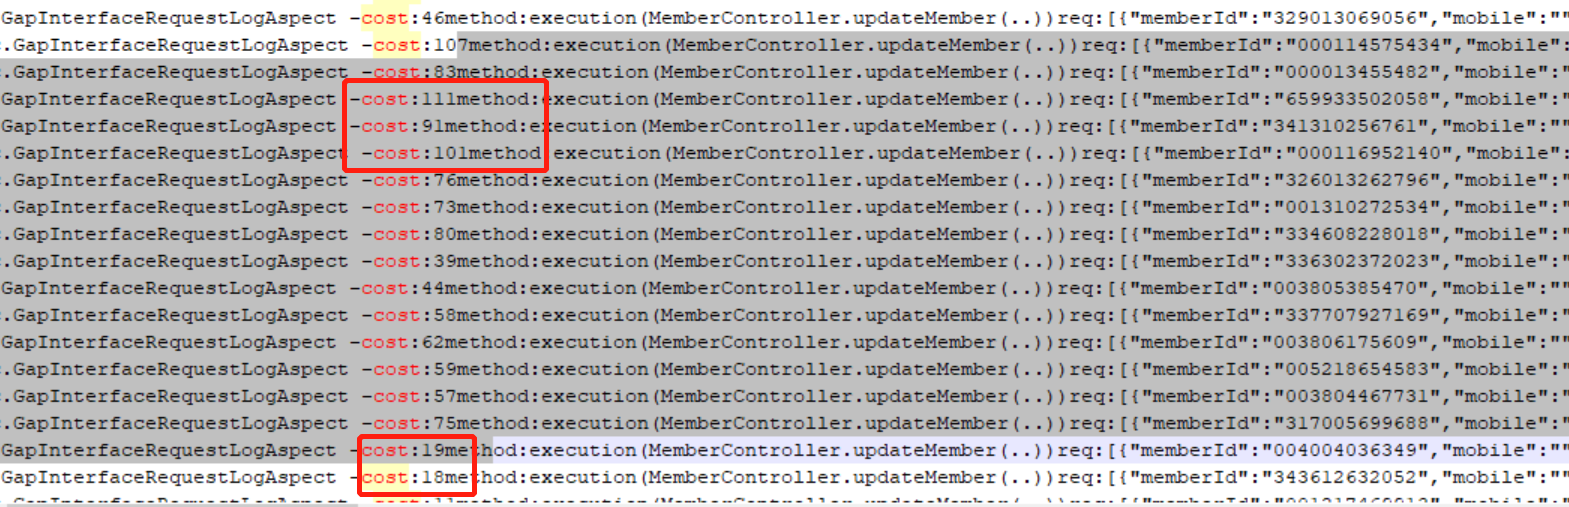 GapInterfaceRequestLogAspect -cost:46method:execution(MemberController.updateMember(..))req:[{"memberId":"329013069056","mobile":""
.GapInterfaceRequestLogAspect -cost:107method:execution(MemberController.updateMember(..))req:[{"memberId":"000114575434","mobile":
.GapInterfaceRequestLogAspect -cost:83method:execution(MemberController.updateMember(..))req:[{"memberId":"000013455482","mobile":"
GapInterfaceRequestLogAspect -cost:111method:execution(MemberController.updateMember(..))req:[{"memberId":"659933502058","mobile":"
GapInterfaceRequestLogAspect -cost:91method:execution(MemberController.updateMember(..))req:[{"memberId":"341310256761","mobile":""
.GapInterfaceRequestLogAspect -cost:101method:execution(MemberController.updateMember(..))req:[{"memberId":"000116952140","mobile":
.GapInterfaceRequestLogAspect -cost:76method:execution(MemberController.updateMember(..))req:[{"memberId":"326013262796","mobile":"
.GapInterfaceRequestLogAspect -cost:73method:execution(MemberController.updateMember(..))req:[{"memberId":"001310272534","mobile":"
.GapInterfaceRequestLogAspect -cost:80method:execution(MemberController.updateMember(..))req:[{"memberId":"334608228018","mobile":"
.GapInterfaceRequestLogAspect -cost:39method:execution(MemberController.updateMember(..))req:[{"memberId":"336302372023","mobile":"
GapInterfaceRequestLogAspect -cost:44method:execution(MemberController.updateMember(..))req:[{"memberId":"003805385470","mobile":""
.GapInterfaceRequestLogAspect -cost:58method:execution(MemberController.updateMember(..))req:[{"memberId":"337707927169","mobile":"
GapInterfaceRequestLogAspect -cost:62method:execution(MemberController.updateMember(..))req:[{"memberId":"003806175609","mobile":""
.GapInterfaceRequestLogAspect -cost:59method:execution(MemberController.updateMember(..))req:[{"memberId":"005218654583","mobile":"
.GapInterfaceRequestLogAspect -cost:57method:execution(MemberController.updateMember(..))req:[{"memberId":"003804467731","mobile":"
.GapInterfaceRequestLogAspect -cost:75method:execution(MemberController.updateMember(..))req:[{"memberId":"317005699688","mobile":"
GapInterfaceRequestLogAspect -cost:19method:execution(MemberController.updateMember(..))req:[{"memberId":"004004036349","mobile":""
GapInterfaceRequestLogAspect -cost:18method:execution(MemberController.updateMember(..))req:[{"memberId":"343612632052","mobile":""